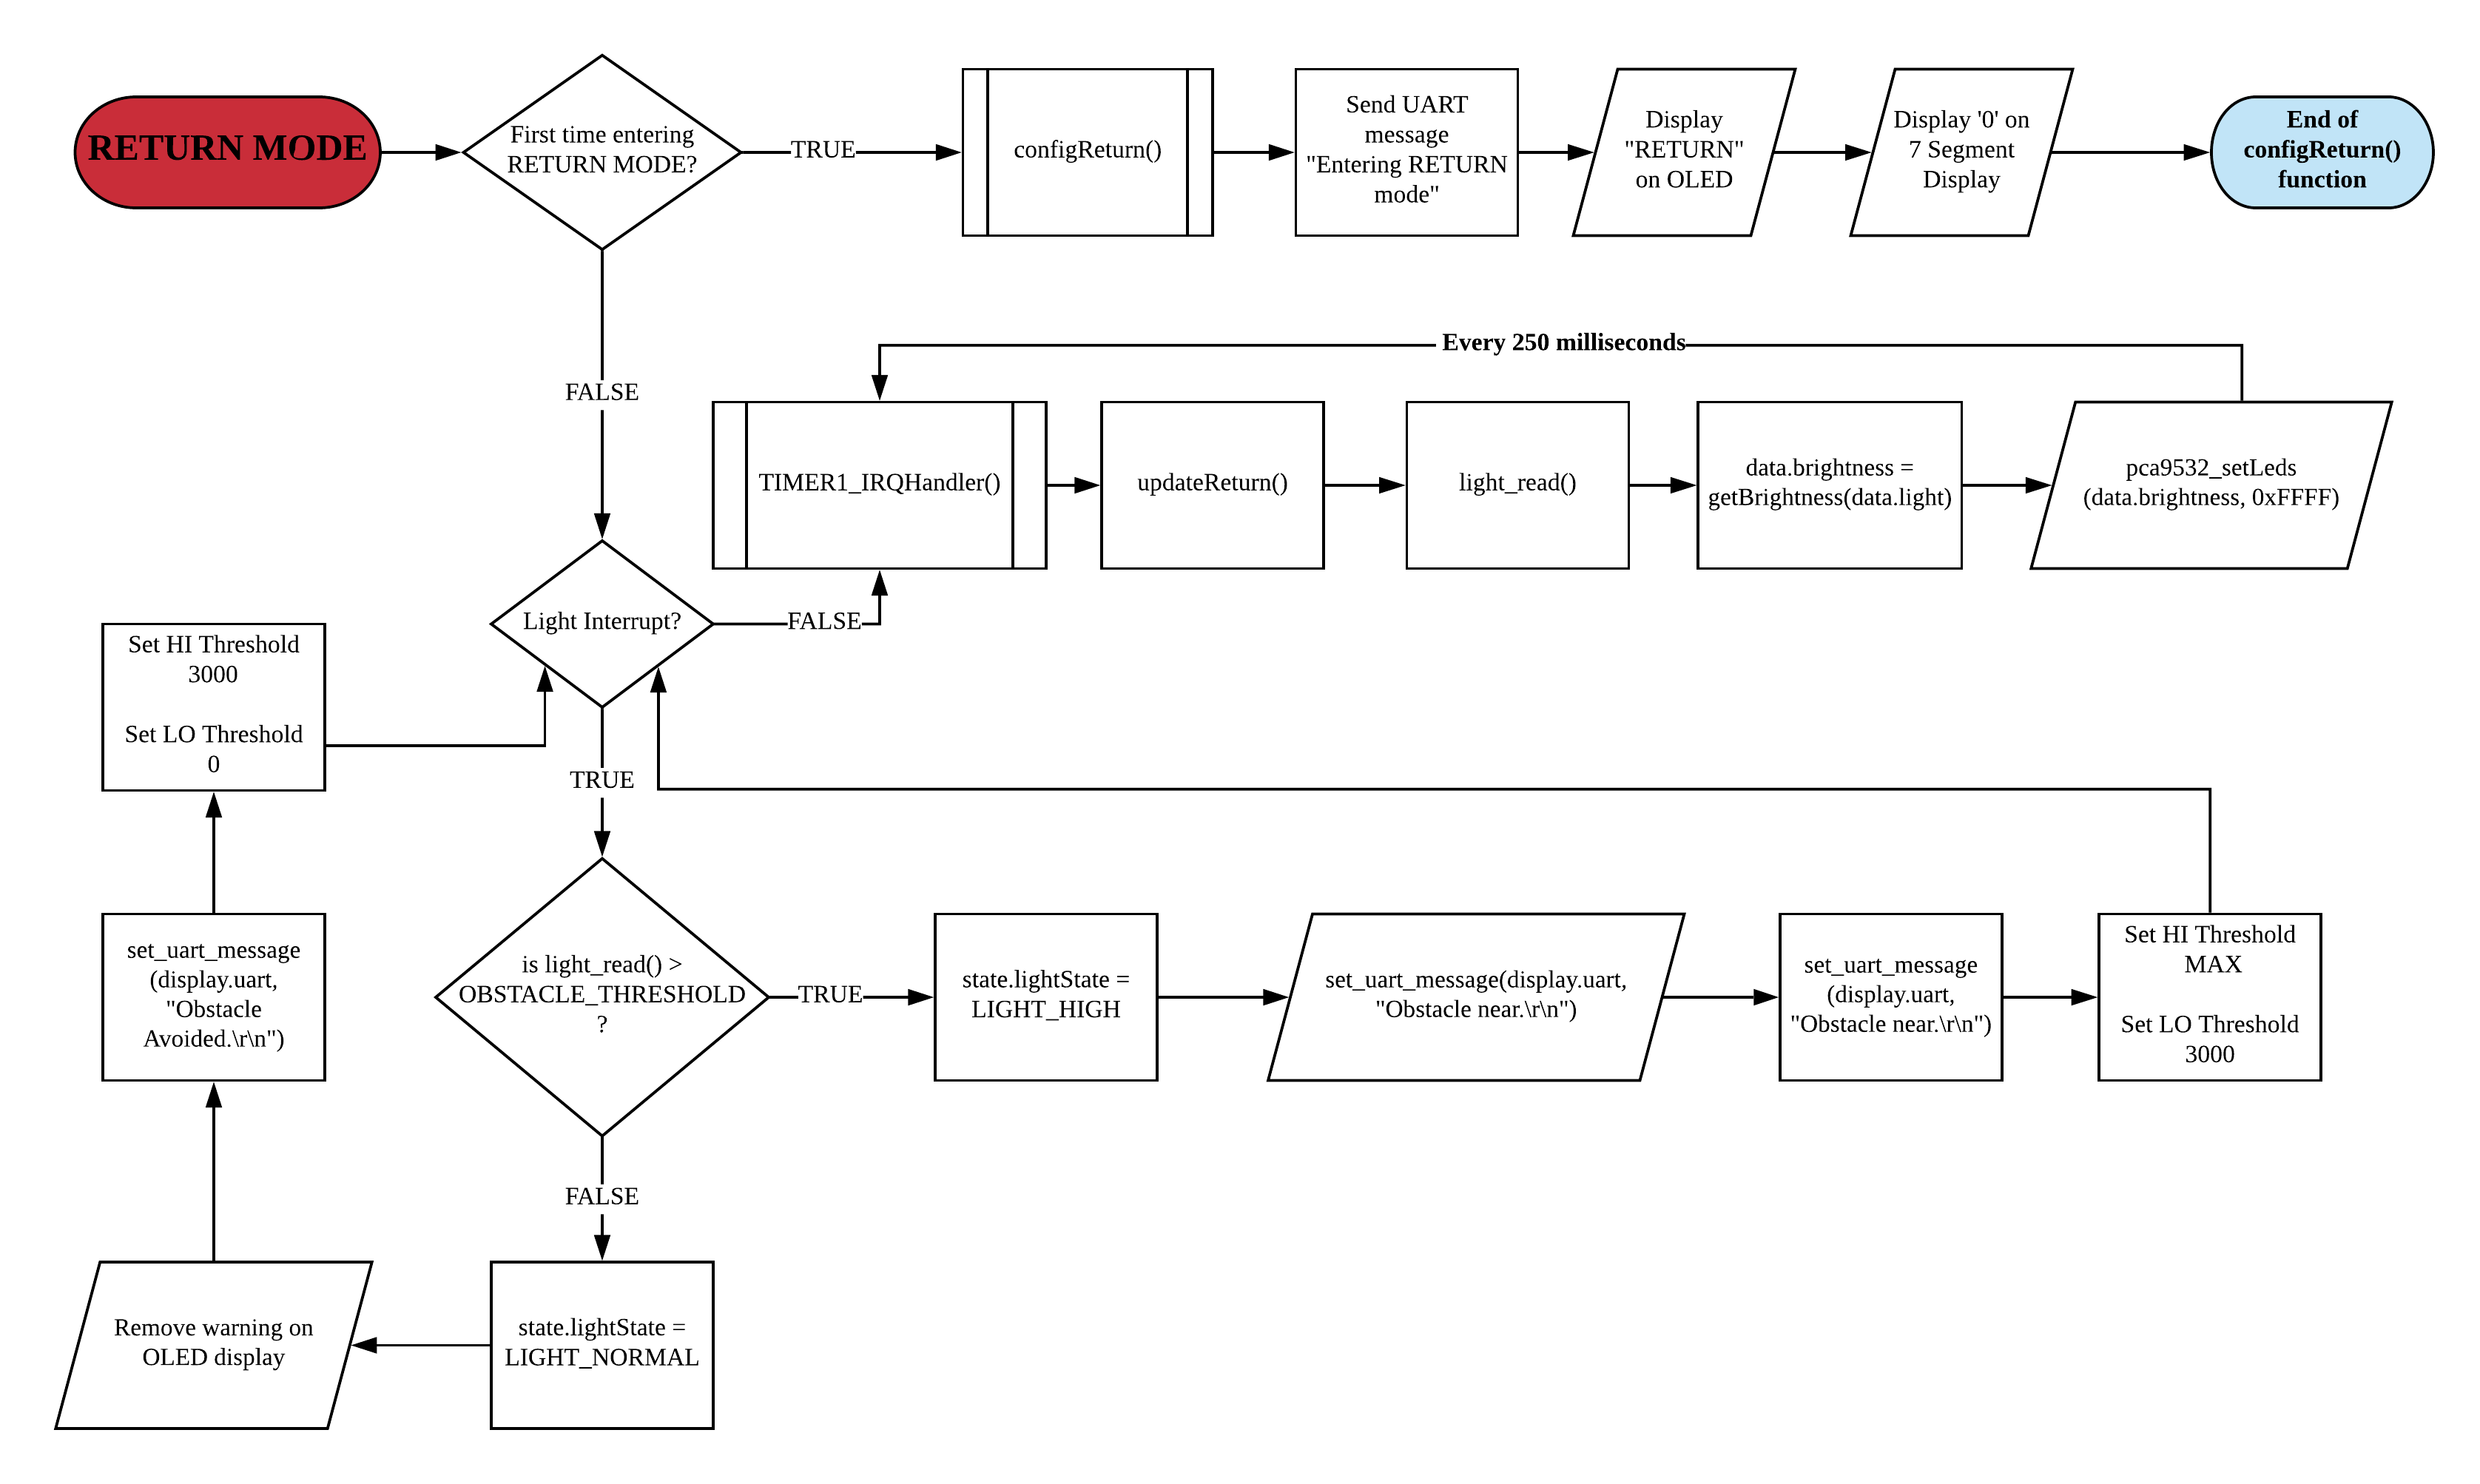 RETURN MODE
First time entering
RETURN MODE?
TRUE
configReturn()
Send UART
message
"Entering RETURN
mode"
Display
"RETURN"
on OLED
Display '0' on
7 Segment
Display
End of
configReturn()
function
FALSE
Every 250 milliseconds
TIMER1_IRQHandler()
updateReturn()
light_read()
data.brightness =
getBrightness(data.light)
pca9532_setLeds
(data.brightness, 0xFFFF)
Light Interrupt?
FALSE
Set HI Threshold
3000
Set LO Threshold
0
TRUE
set_uart_message
(display.uart,
"Obstacle
Avoided.\r\n")
is light_read() >
OBSTACLE_THRESHOLD
?
TRUE
state.lightState =
LIGHT_HIGH
set_uart_message(display.uart,
"Obstacle near.\r\n")
set_uart_message
(display.uart,
"Obstacle near.\r\n")
Set HI Threshold
MAX
Set LO Threshold
3000
FALSE
Remove warning on
OLED display
state.lightState =
LIGHT_NORMAL